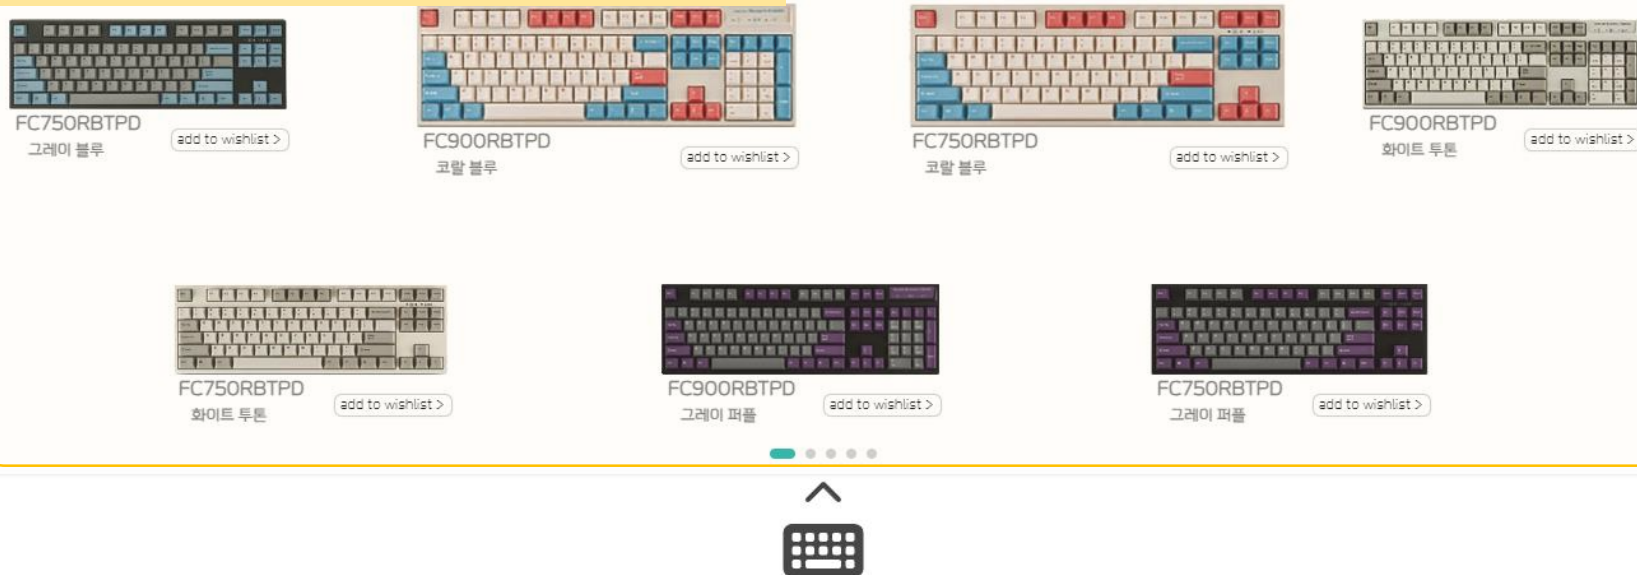 FC750RBTPD
add to wishlist >
그레이 블루
FC900RBTPD
add to wishlist >
코랄 블루
FC750RBTPD
add to wishlist >
코랄 블루
FC900RBTPD
add to wishlist >
화이트 투톤
FC750RBTPD
add to wishlist >
화이트 투톤
FC900RBTPD
add to wishlist >
그레이 퍼플
FC750RBTPD
add to wishlist >
그레이 퍼플